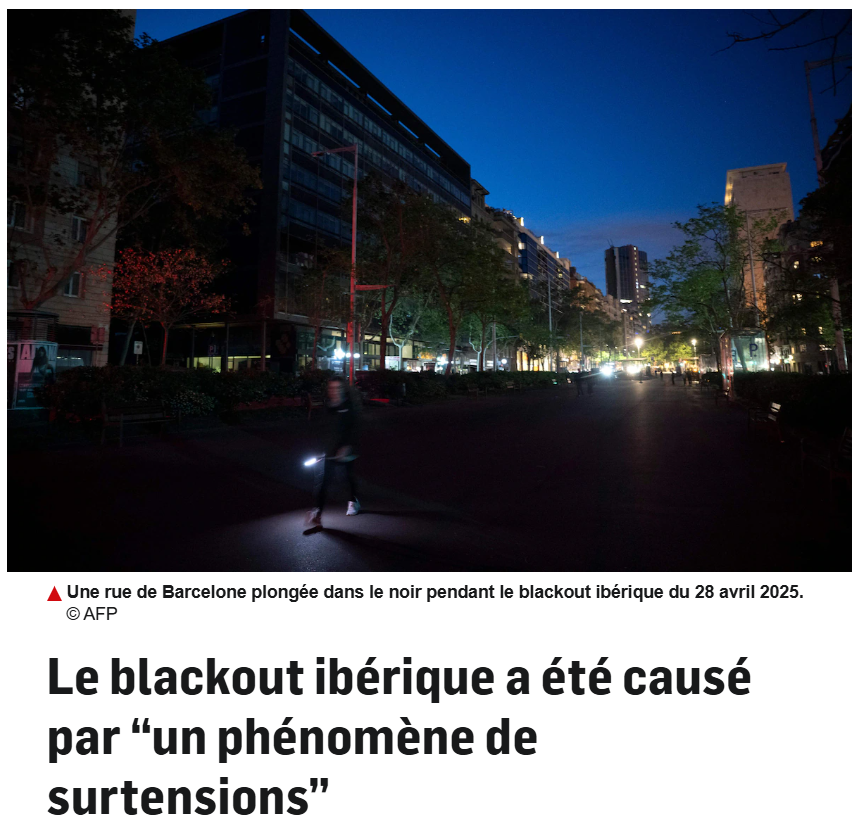 Une rue de Barcelone plongée dans le noir pendant le blackout ibérique du 28 avril 2025.
© AFP
Le blackout ibérique a été causé
par “un phénomène de
surtensions”